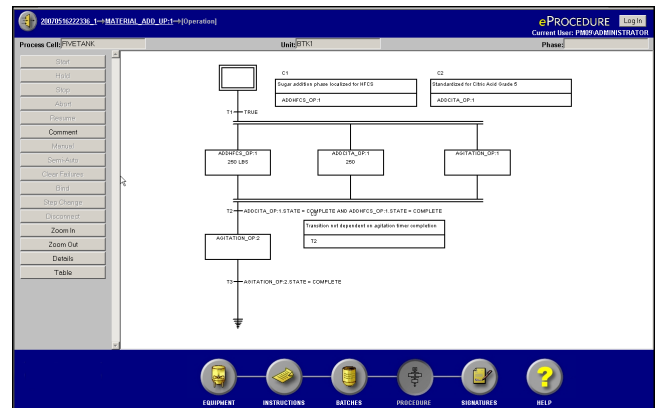 20070516222336_1→MATERIAL_ADD_UP:1→[Operation]
ePROCEDURE
Log In
Current User: PM09\ADMINISTRATOR
Process Cell: FIVETANK
Unit: BTK1
Phase:
Start
Hold
Stop
Abort
Resume
Comment
Manual
Semi-Auto
Clear Failures
Bind
Step Change
Disconnect
Zoom In
Zoom Out
Details
Table
C1
Sugar addition phase localized for HFCS
ADDHFCS_OP:1
C2
Standardized for Citric Acid Grade 5
ADDCITA_OP:1
T1 TRUE
ADDHFCS_OP:1
250 LBS
ADDCITA_OP:1
250
AGITATION_OP:1
T2 ADDCITA_OP:1.STATE = COMPLETE AND ADDHFCS_OP:1.STATE = COMPLETE
C3
Transition not dependent on agitation timer completion
T2
AGITATION_OP:2
T3 AGITATION_OP:2.STATE = COMPLETE
EQUIPMENT
INSTRUCTIONS
BATCHES
PROCEDURE
SIGNATURES
?
HELP